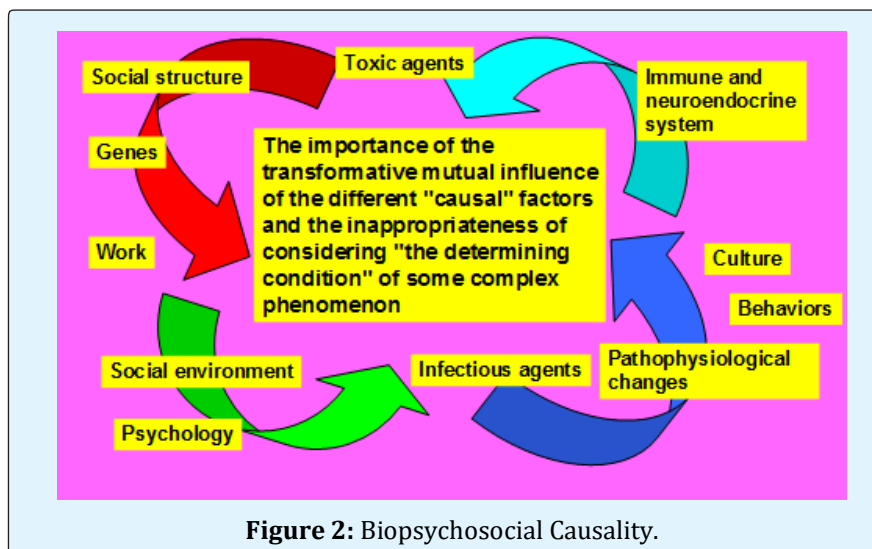 Toxic agents
Social structure
Immune and
neuroendocrine
system
Genes
The importance of the
transformative mutual influence
of the different "causal" factors
and the inappropriateness of
considering "the determining
condition" of some complex
phenomenon
Work
Culture
Behaviors
Social environment
Infectious agents
Pathophysiological
changes
Psychology
Figure 2: Biopsychosocial Causality.